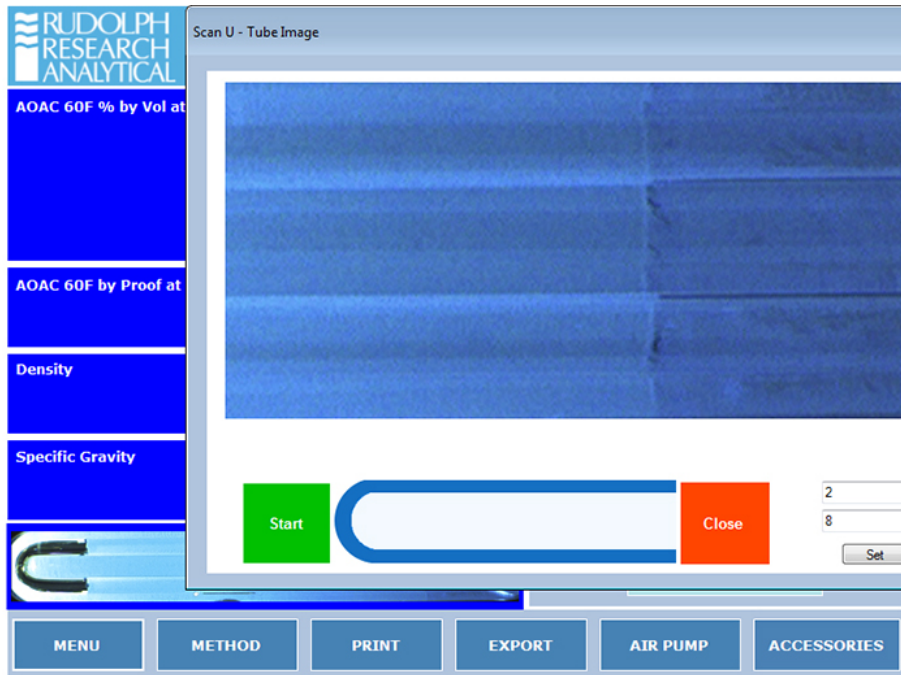 RUDOLPH
RESEARCH
ANALYTICAL
Scan U - Tube Image
AOAC 60F % by Vol at
AOAC 60F by Proof at
Density
Specific Gravity
Start
Close
2
8
Set
MENU
METHOD
PRINT
EXPORT
AIR PUMP
ACCESSORIES